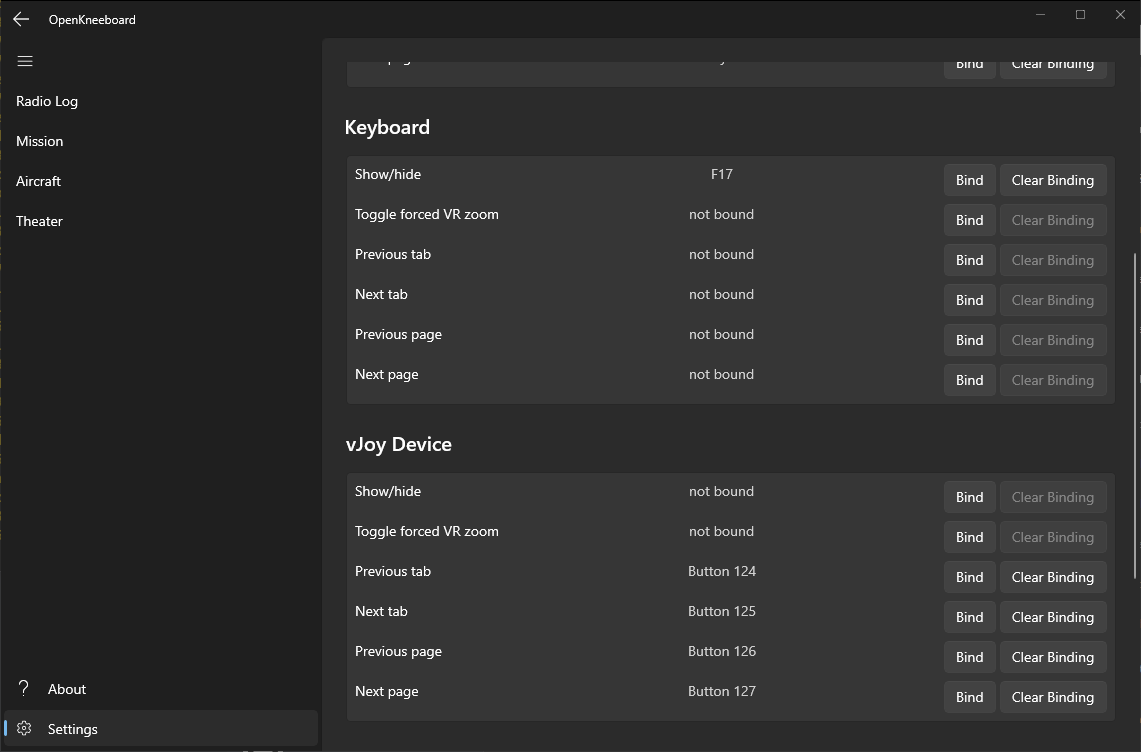 OpenKneeboard
Radio Log
Mission
Aircraft
Theater
About
Settings
Bind Clear Binding
Keyboard
Show/hide F17 Bind Clear Binding
Toggle forced VR zoom not bound Bind Clear Binding
Previous tab not bound Bind Clear Binding
Next tab not bound Bind Clear Binding
Previous page not bound Bind Clear Binding
Next page not bound Bind Clear Binding
vJoy Device
Show/hide not bound Bind Clear Binding
Toggle forced VR zoom not bound Bind Clear Binding
Previous tab Button 124 Bind Clear Binding
Next tab Button 125 Bind Clear Binding
Previous page Button 126 Bind Clear Binding
Next page Button 127 Bind Clear Binding